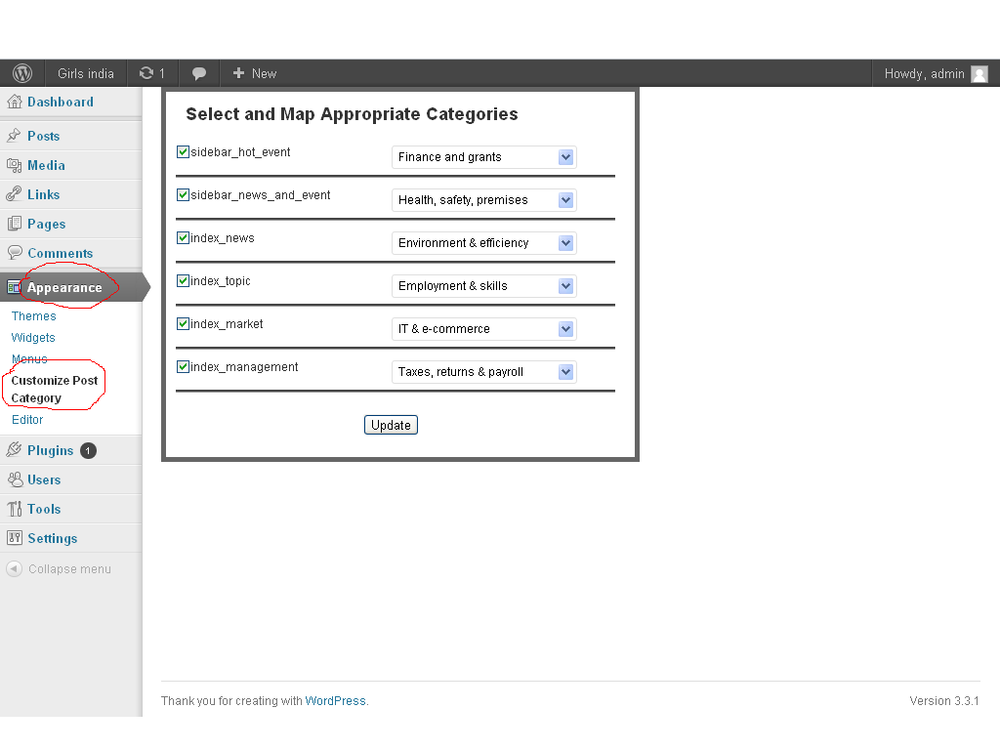 Girls india 1 New Howdy, admin
Dashboard
Posts
Media
Links
Pages
Comments
Appearance
Themes
Widgets
Menus
Customize Post
Category
Editor
Plugins 1
Users
Tools
Settings
Collapse menu
Select and Map Appropriate Categories
sidebar_hot_event Finance and grants
sidebar_news_and_event Health, safety, premises
index_news Environment & efficiency
index_topic Employment & skills
index_market IT & e-commerce
index_management Taxes, returns & payroll
Update
Thank you for creating with WordPress. Version 3.3.1